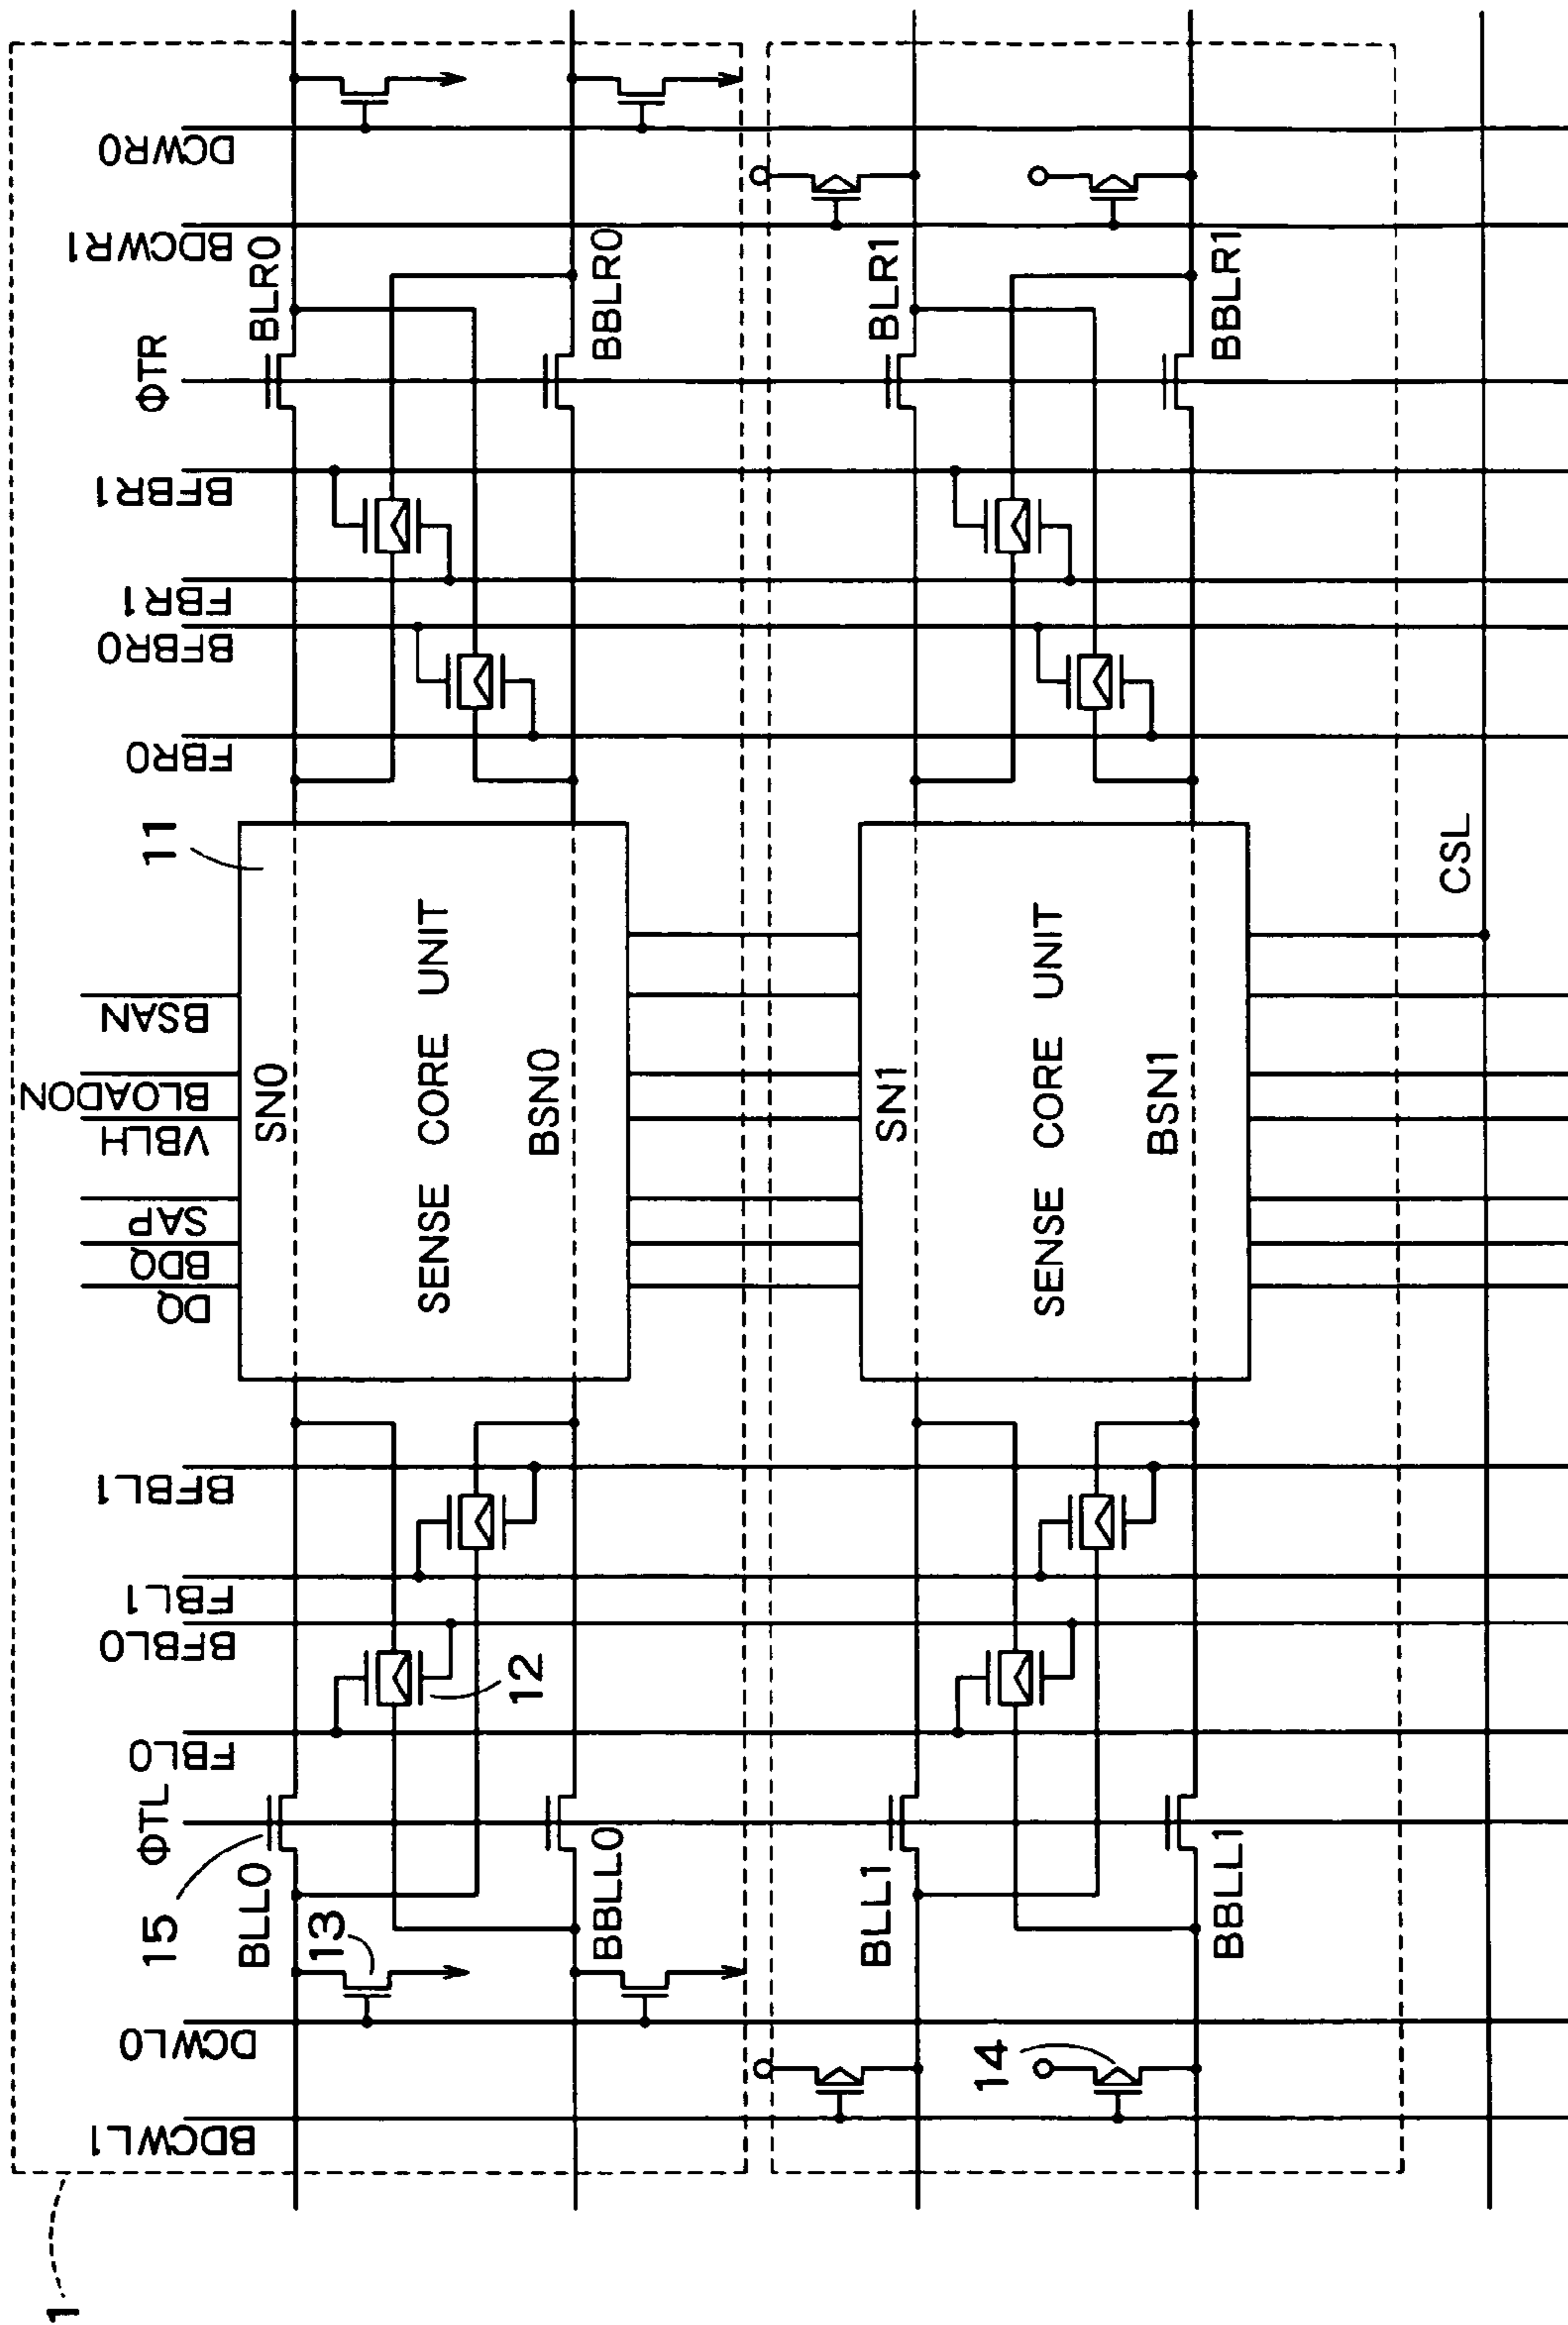 1
BDCWL1
DCWL0
ΦTL
FBL0
BFBL0
FBL1
BFBL1
DQ
BDQ
SAP
VBLH
BLOADON
BSAN
FBR0
BFBR0
FBR1
BFBR1
ΦTR
BDCWR1
DCWR0
15
11
BLL0
SN0
BLR0
13
12
SENSE CORE UNIT
BBLL0
BSN0
BBLR0
BLL1
SN1
BLR1
14
SENSE CORE UNIT
BBLL1
BSN1
BBLR1
CSL